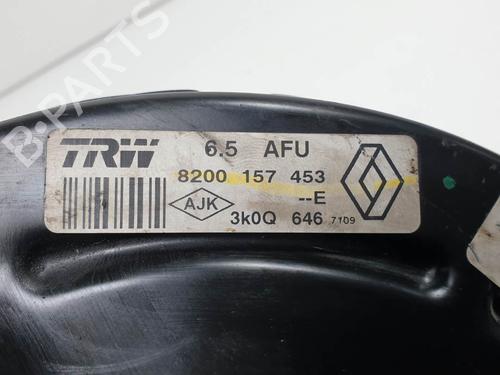 B-PARTS
TRW 6.5 AFU
8200 157 453
AJK --E
3k0Q 646 7109